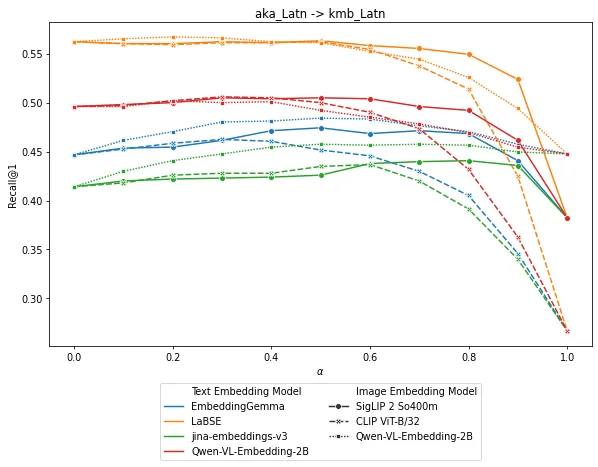 aka_Latn -> kmb_Latn
Recall@1
0.55
0.50
0.45
0.40
0.35
0.30
0.0 0.2 0.4 0.6 0.8 1.0
α
Text Embedding Model
EmbeddingGemma
LaBSE
jina-embeddings-v3
Qwen-VL-Embedding-2B
Image Embedding Model
SigLIP 2 So400m
CLIP ViT-B/32
Qwen-VL-Embedding-2B